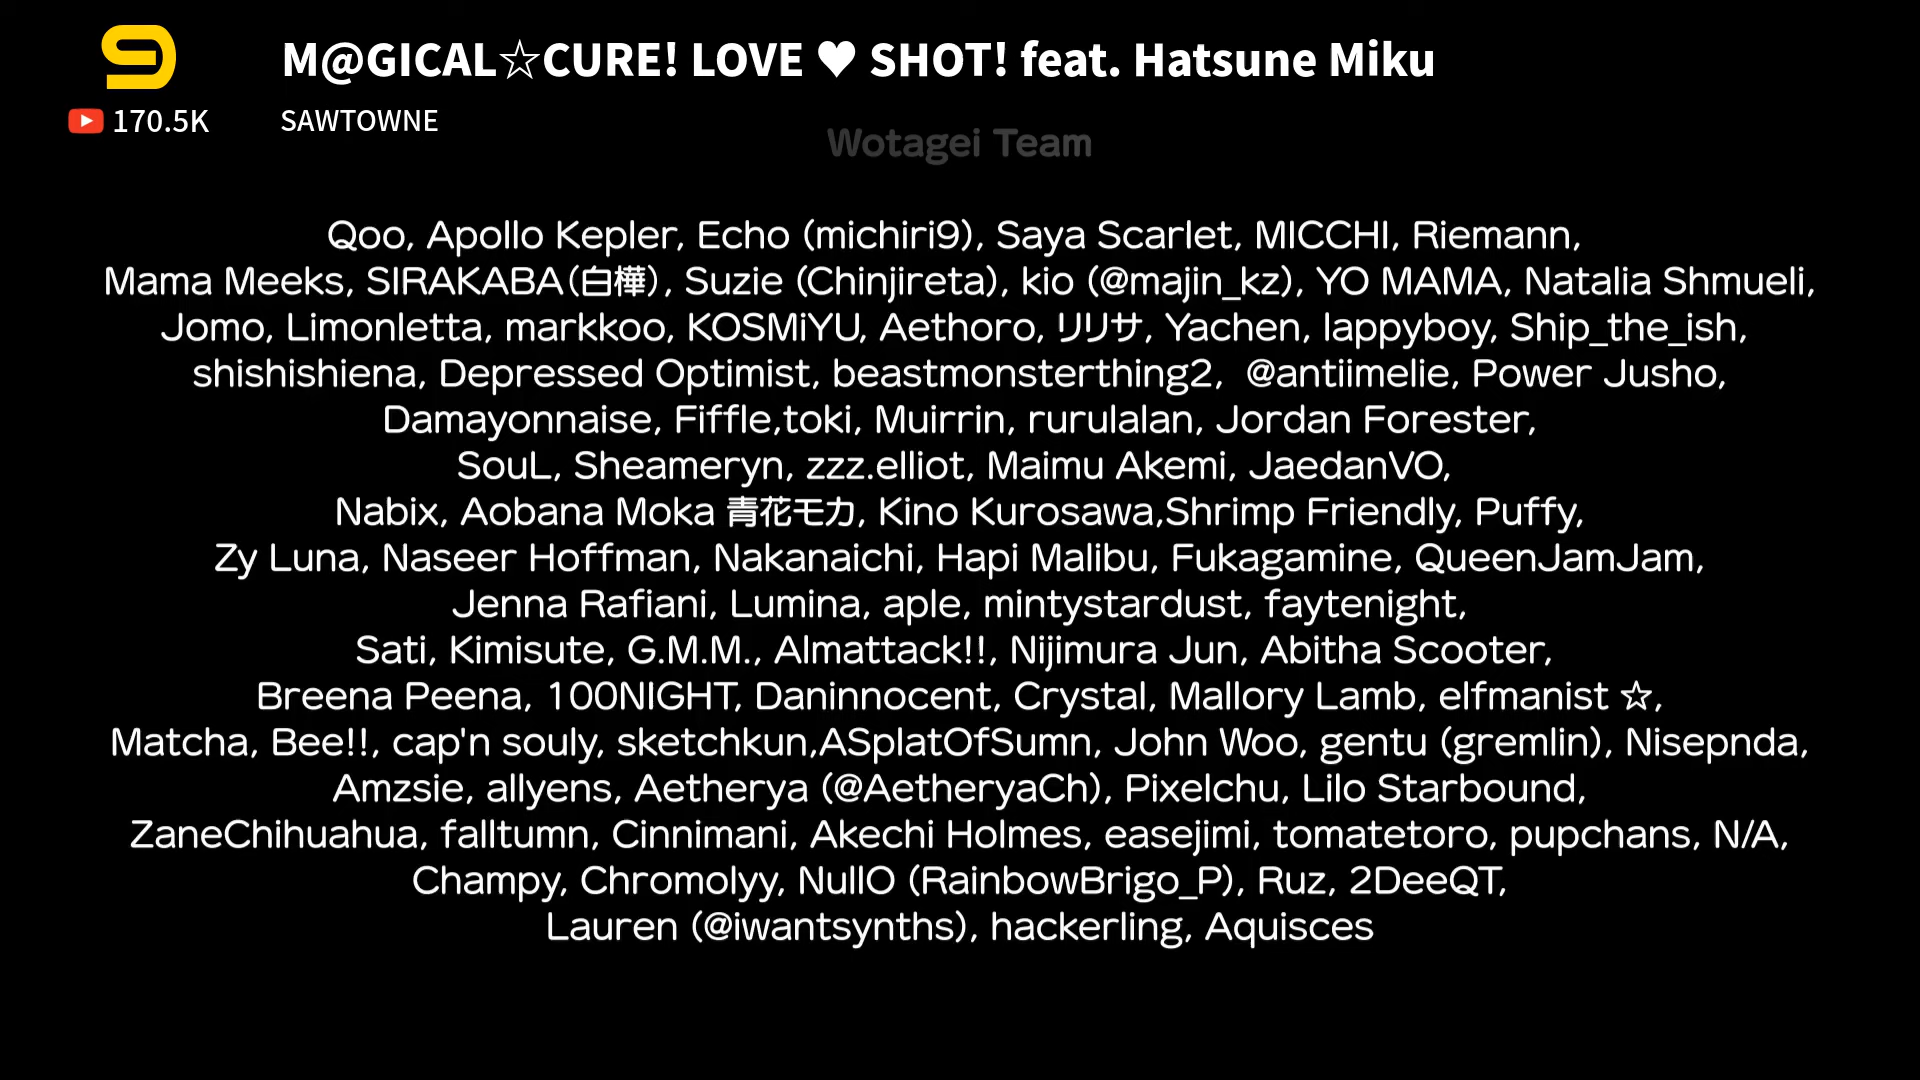 9
M@GICAL☆CURE! LOVE ♥ SHOT! feat. Hatsune Miku
170.5K
SAWTOWNE
Wotagei Team
Qoo, Apollo Kepler, Echo (michiri9), Saya Scarlet, MICCHI, Riemann,
Mama Meeks, SIRAKABA(白樺), Suzie (Chinjireta), kio (@majin_kz), YO MAMA, Natalia Shmueli,
Jomo, Limonletta, markkoo, KOSMiYU, Aethoro, リリサ, Yachen, lappyboy, Ship_the_ish,
shishishiena, Depressed Optimist, beastmonsterthing2, @antiimelie, Power Jusho,
Damayonnaise, Fiffle,toki, Muirrin, rurulalan, Jordan Forester,
SouL, Sheameryn, zzz.elliot, Maimu Akemi, JaedanVO,
Nabix, Aobana Moka 青花モカ, Kino Kurosawa,Shrimp Friendly, Puffy,
Zy Luna, Naseer Hoffman, Nakanaichi, Hapi Malibu, Fukagamine, QueenJamJam,
Jenna Rafiani, Lumina, aple, mintystardust, faytenight,
Sati, Kimisute, G.M.M., Almattack!!, Nijimura Jun, Abitha Scooter,
Breena Peena, 100NIGHT, Daninnocent, Crystal, Mallory Lamb, elfmanist ☆,
Matcha, Bee!!, cap'n souly, sketchkun,ASplatOfSumn, John Woo, gentu (gremlin), Nisepnda,
Amzsie, allyens, Aetherya (@AetheryaCh), Pixelchu, Lilo Starbound,
ZaneChihuahua, falltumn, Cinnimani, Akechi Holmes, easejimi, tomatetoro, pupchans, N/A,
Champy, Chromolyy, NullO (RainbowBrigo_P), Ruz, 2DeeQT,
Lauren (@iwantsynths), hackerling, Aquisces